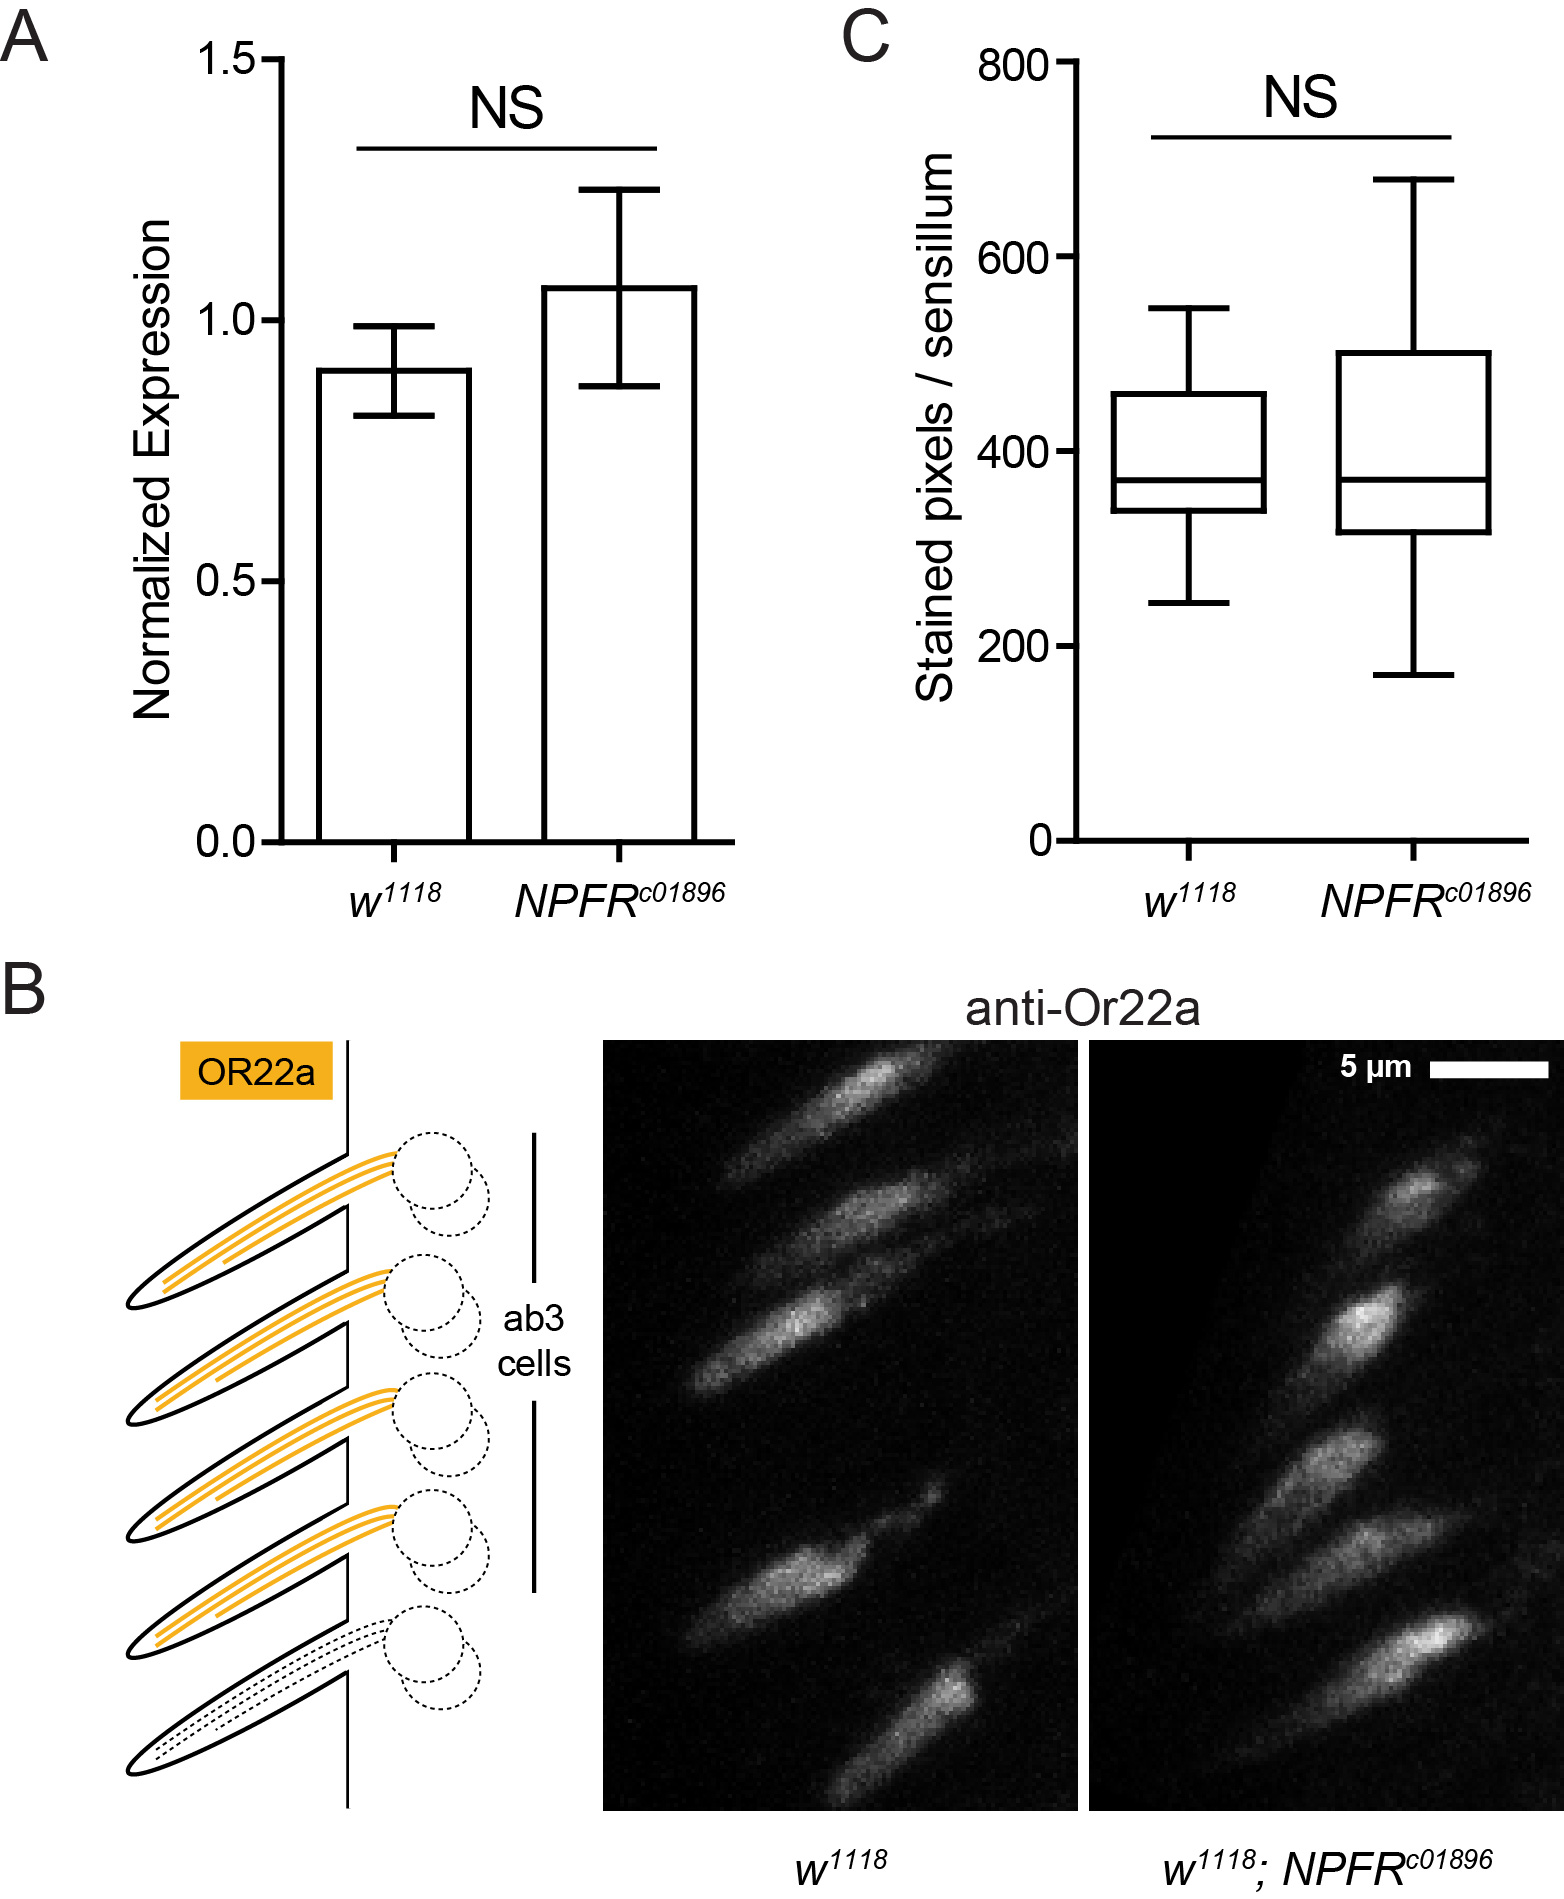 A
1.5
1.0
0.5
0.0
Normalized Expression
NS
w1118
NPFRc01896
C
800
600
400
200
0
Stained pixels / sensillum
NS
w1118
NPFRc01896
B
OR22a
ab3
cells
anti-Or22a
5 µm
w1118
w1118; NPFRc01896